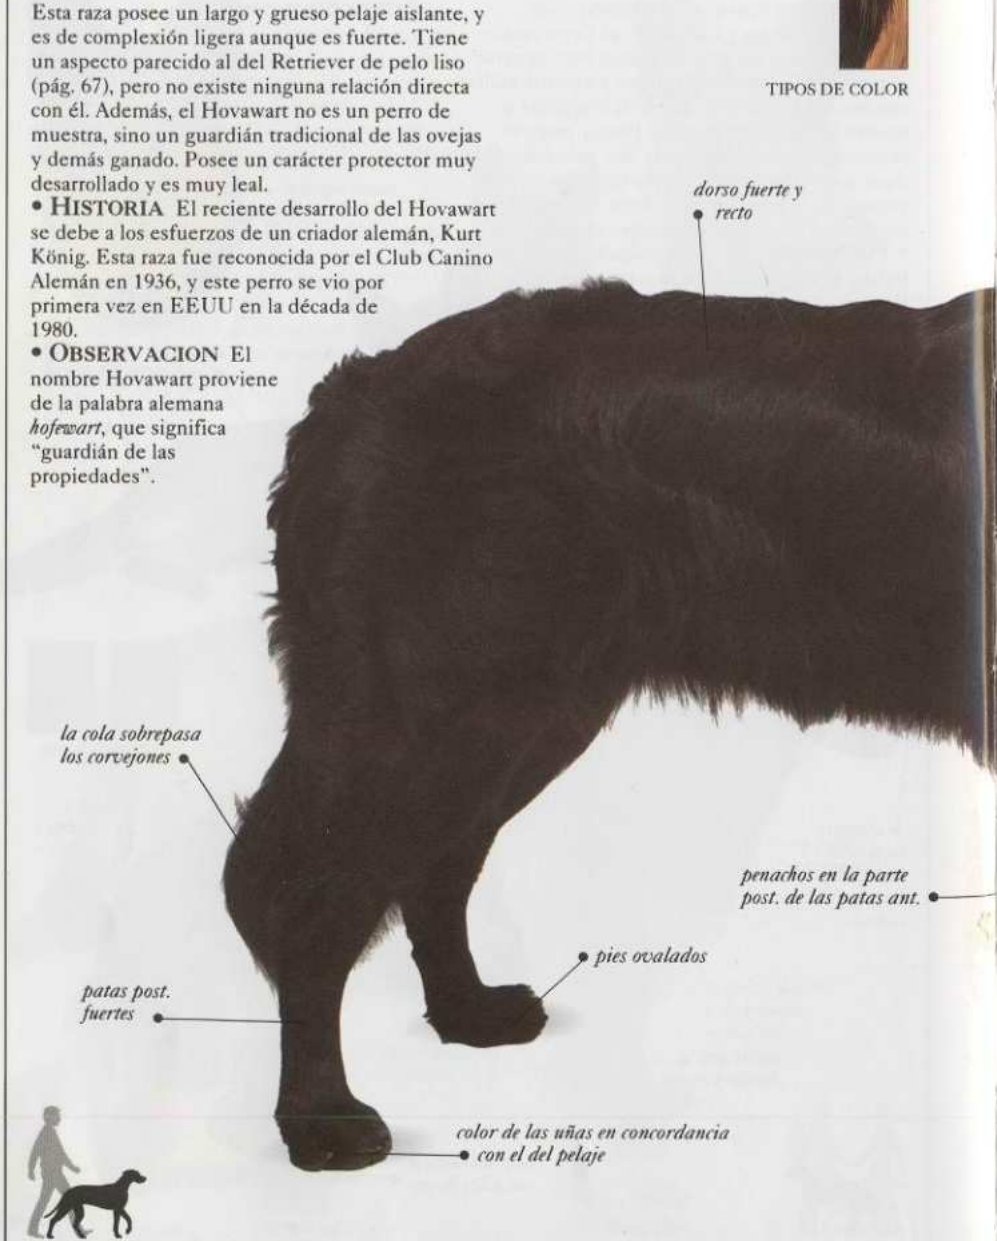 Esta raza posee un largo y grueso pelaje aislante, y
es de complexión ligera aunque es fuerte. Tiene
un aspecto parecido al del Retriever de pelo liso
(pág. 67), pero no existe ninguna relación directa
con él. Además, el Hovawart no es un perro de
muestra, sino un guardián tradicional de las ovejas
y demás ganado. Posee un carácter protector muy
desarrollado y es muy leal.
• HISTORIA El reciente desarrollo del Hovawart
se debe a los esfuerzos de un criador alemán, Kurt
König. Esta raza fue reconocida por el Club Canino
Alemán en 1936, y este perro se vio por
primera vez en EEUU en la década de
1980.
• OBSERVACION El
nombre Hovawart proviene
de la palabra alemana
hofewart, que significa
“guardián de las
propiedades”.
TIPOS DE COLOR
dorso fuerte y
recto
la cola sobrepasa
los corvejones
penachos en la parte
post. de las patas ant.
pies ovalados
patas post.
fuertes
color de las uñas en concordancia
con el del pelaje